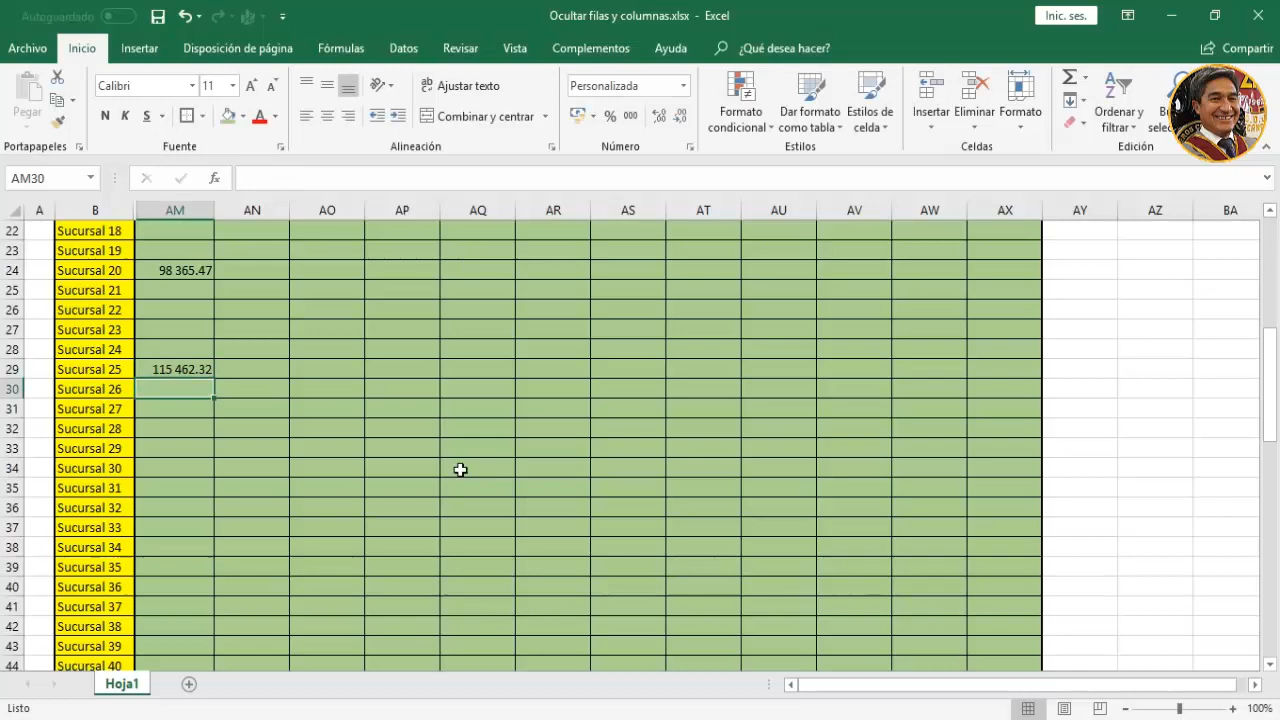 Autoguardado
Ocultar filas y columnas.xlsx - Excel
Inic. ses.
Archivo Inicio Insertar Disposición de página Fórmulas Datos Revisar Vista Complementos Ayuda ¿Qué desea hacer? Compartir
Pegar
Calibri 11
N K S A
Ajustar texto
Combinar y centrar
Personalizada
% 000
Formato condicional
Dar formato como tabla
Estilos de celda
Insertar Eliminar Formato
Ordenar y filtrar
Portapapeles Fuente Alineación Número Estilos Celdas Edición
AM30 fx
A B AM AN AO AP AQ AR AS AT AU AV AW AX AY AZ BA
22 Sucursal 18
23 Sucursal 19
24 Sucursal 20 98 365.47
25 Sucursal 21
26 Sucursal 22
27 Sucursal 23
28 Sucursal 24
29 Sucursal 25 115 462.32
30 Sucursal 26
31 Sucursal 27
32 Sucursal 28
33 Sucursal 29
34 Sucursal 30
35 Sucursal 31
36 Sucursal 32
37 Sucursal 33
38 Sucursal 34
39 Sucursal 35
40 Sucursal 36
41 Sucursal 37
42 Sucursal 38
43 Sucursal 39
44 Sucursal 40
Hoja1
Listo
100%